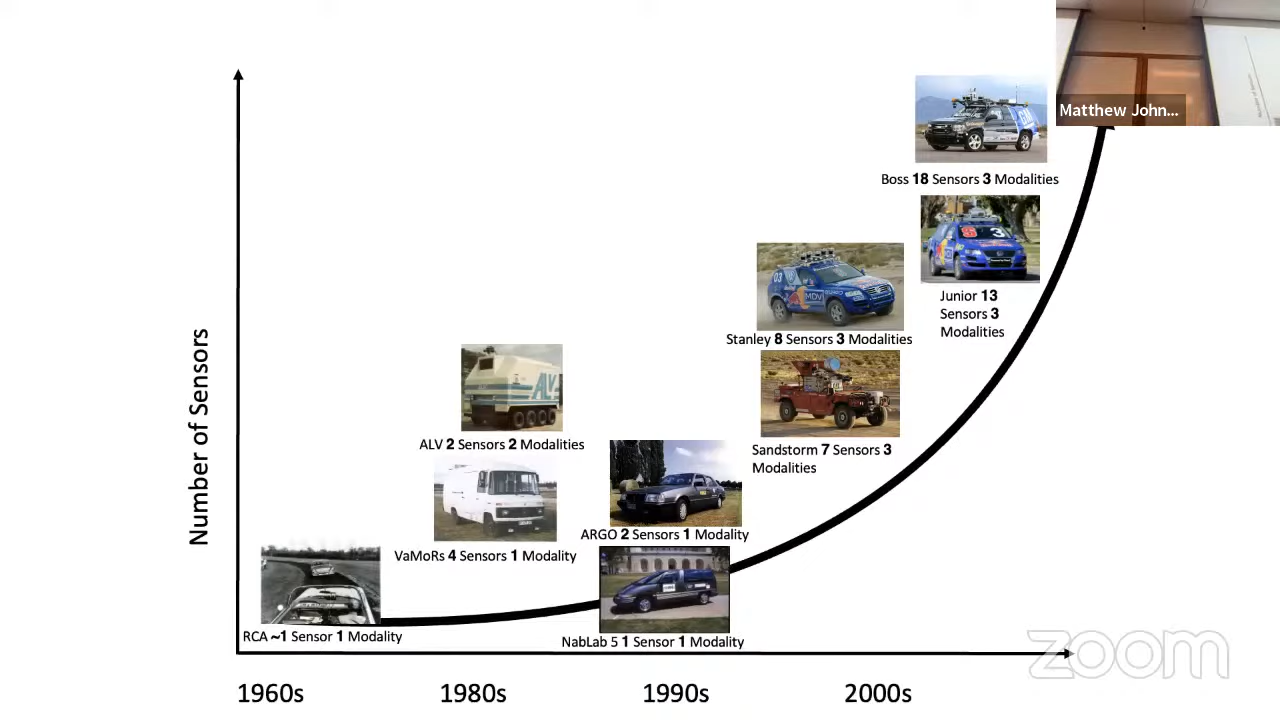 Matthew John...
Boss 18 Sensors 3 Modalities
Junior 13
Sensors 3
Modalities
Stanley 8 Sensors 3 Modalities
Sandstorm 7 Sensors 3
Modalities
ALV
ALV 2 Sensors 2 Modalities
VaMoRs 4 Sensors 1 Modality
ARGO 2 Sensors 1 Modality
RCA ~1 Sensor 1 Modality
NabLab 5 1 Sensor 1 Modality
Number of Sensors
1960s
1980s
1990s
2000s
zoom